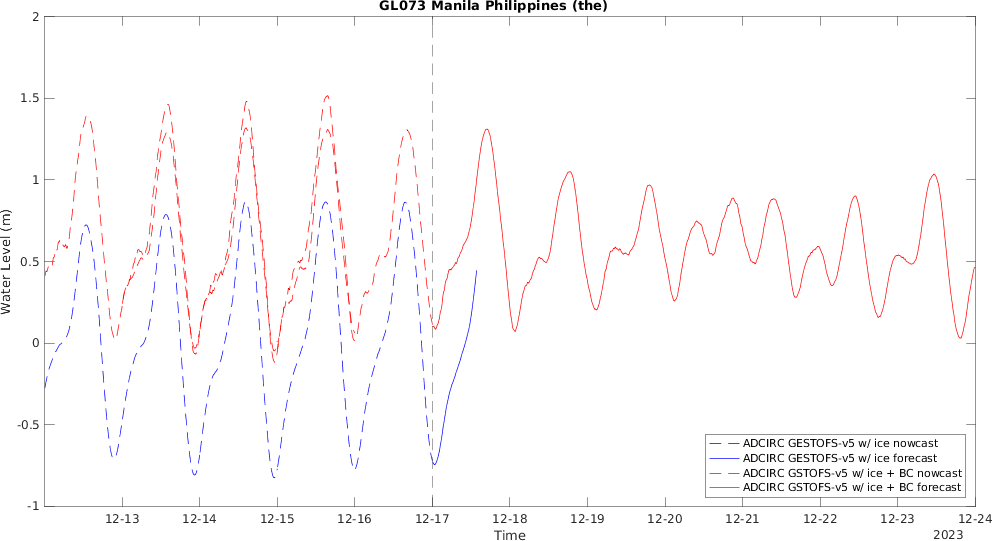 GL073 Manila Philippines (the)
2
1.5
1
0.5
0
-0.5
-1
Water Level (m)
ADCIRC GESTOFS-v5 w/ ice nowcast
ADCIRC GESTOFS-v5 w/ ice forecast
ADCIRC GSTOFS-v5 w/ ice + BC nowcast
ADCIRC GSTOFS-v5 w/ ice + BC forecast
12-13 12-14 12-15 12-16 12-17 12-18 12-19 12-20 12-21 12-22 12-23 12-24
Time
2023